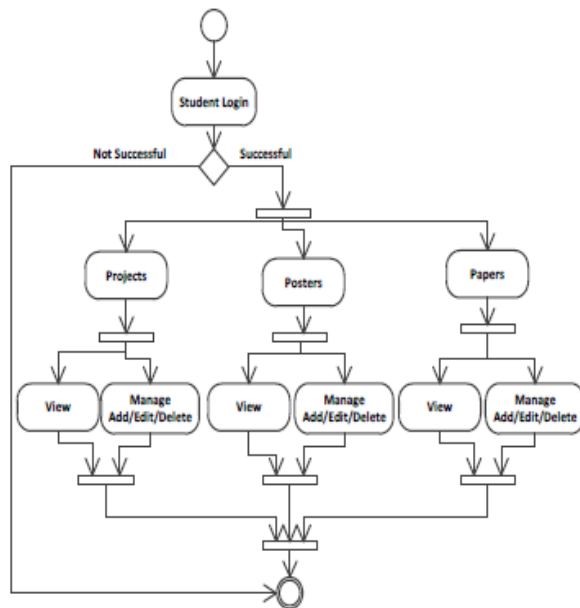 Student Login
Not Successful
Successful
Projects
Posters
Papers
View
Manage
Add/Edit/Delete
View
Manage
Add/Edit/Delete
View
Manage
Add/Edit/Delete